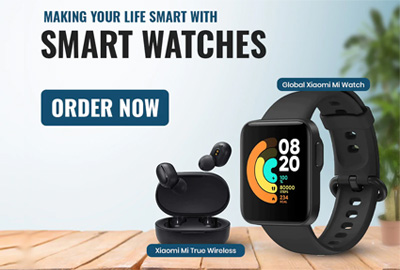 MAKING YOUR LIFE SMART WITH
SMART WATCHES
ORDER NOW
Global Xiaomi Mi Watch
08
20
Xiaomi Mi True Wireless